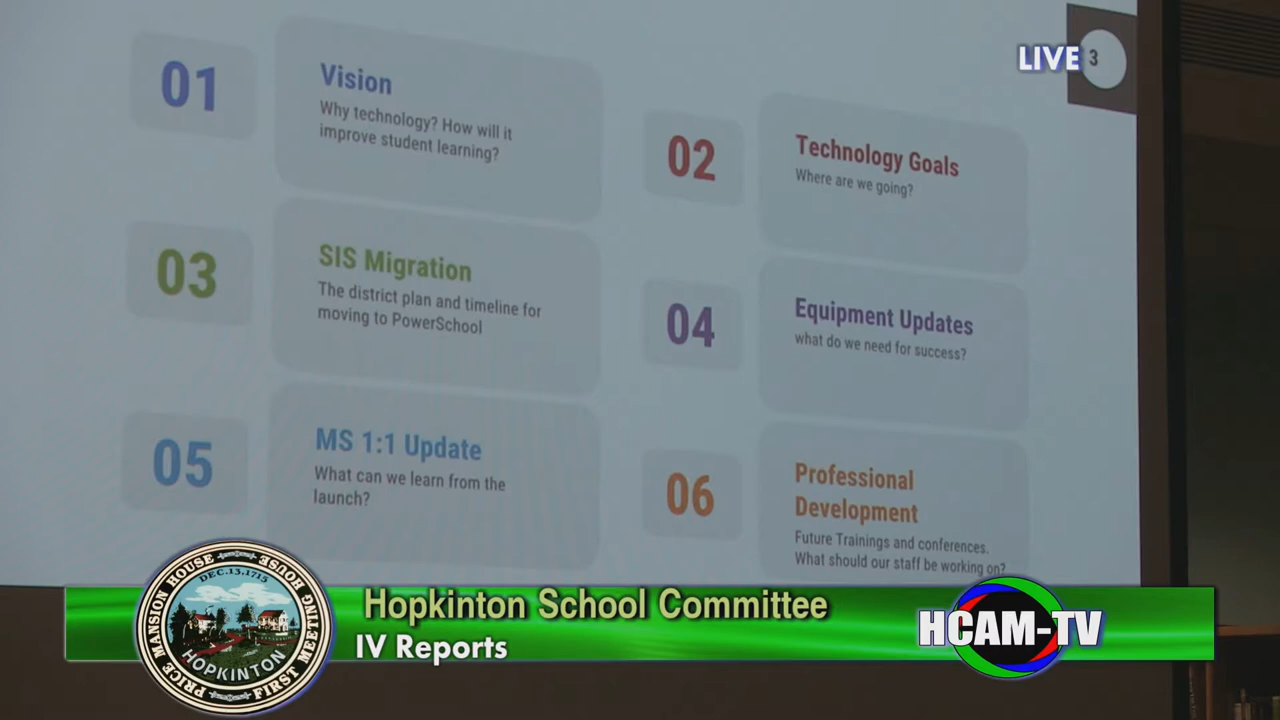 LIVE 3
01
Vision
Why technology? How will it
improve student learning?
02
Technology Goals
Where are we going?
03
SIS Migration
The district plan and timeline for
moving to PowerSchool
04
Equipment Updates
what do we need for success?
05
MS 1:1 Update
What can we learn from the
launch?
06
Professional
Development
Future Trainings and conferences.
What should our staff be working on?
Hopkinton School Committee
IV Reports
PRICE MANSION HOUSE HOUSE MEETING FIRST
DEC.13.1715
HOPKINTON
HCAM-TV